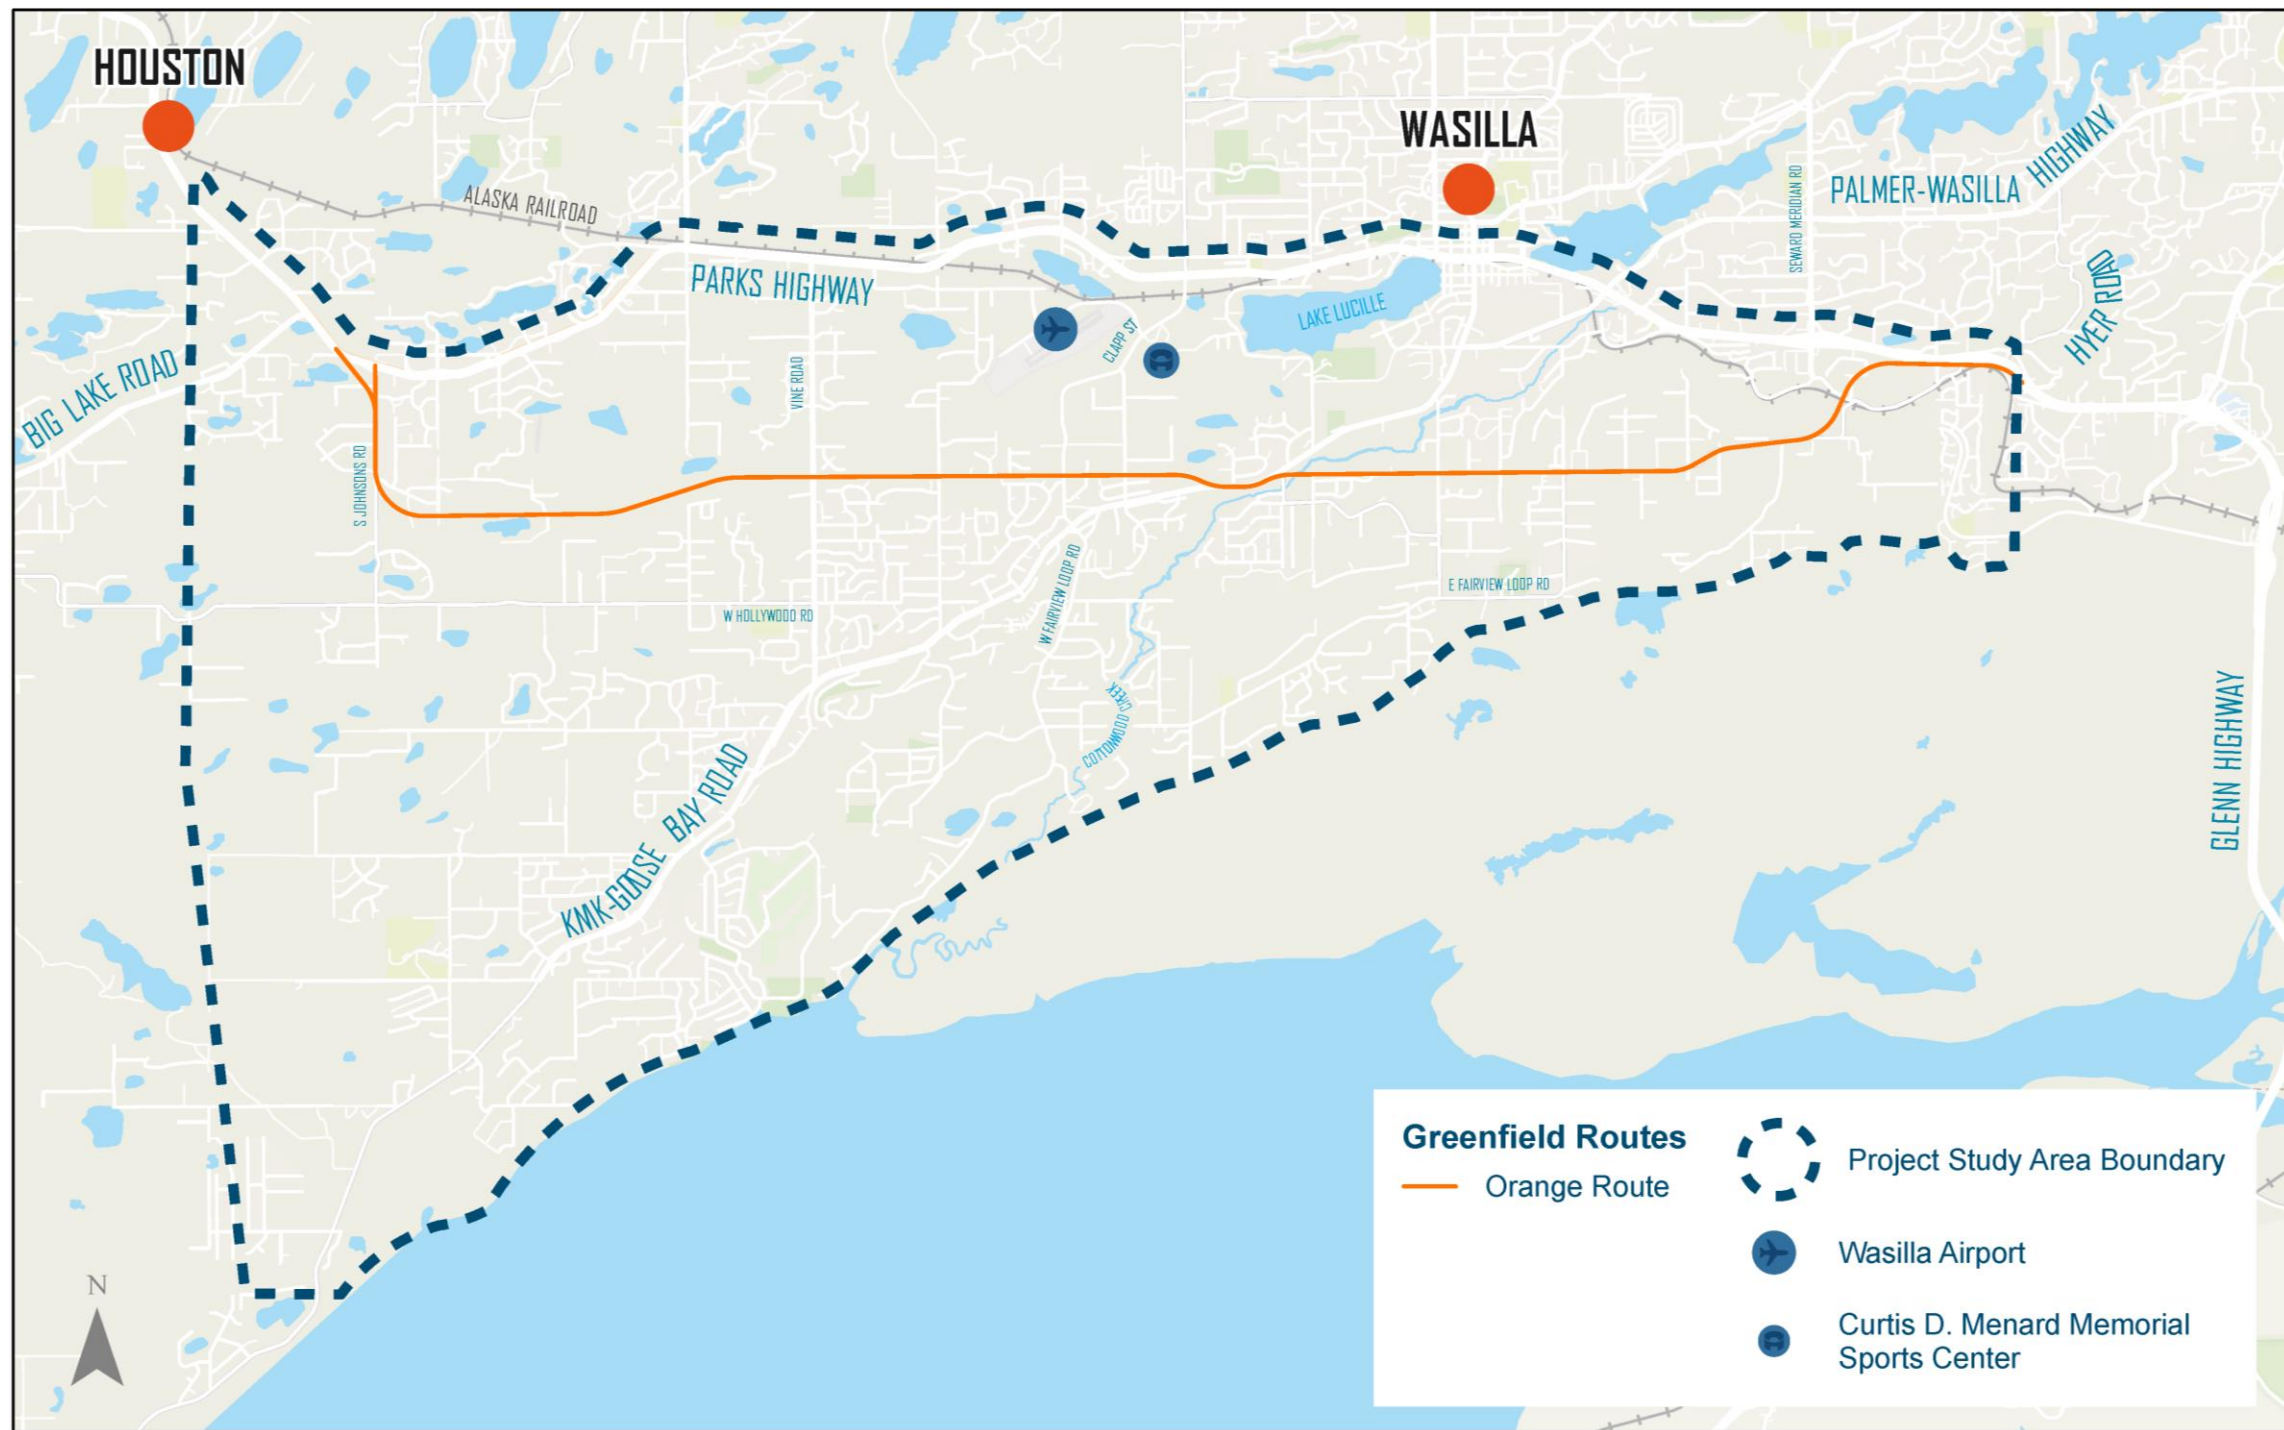 HOUSTON
WASILLA
ALASKA RAILROAD
PALMER-WASILLA HIGHWAY
SEWARD MERIDIAN RD
HYER ROAD
PARKS HIGHWAY
LAKE LUCILLE
CLAPP ST
BIG LAKE ROAD
VINE ROAD
S JOHNSONS RD
W FAIRVIEW LOOP RD
E FAIRVIEW LOOP RD
W HOLLYWOOD RD
COTTONWOOD CREEK
KMK-GOOSE BAY ROAD
GLENN HIGHWAY
N
Greenfield Routes
Orange Route
Project Study Area Boundary
Wasilla Airport
Curtis D. Menard Memorial
Sports Center